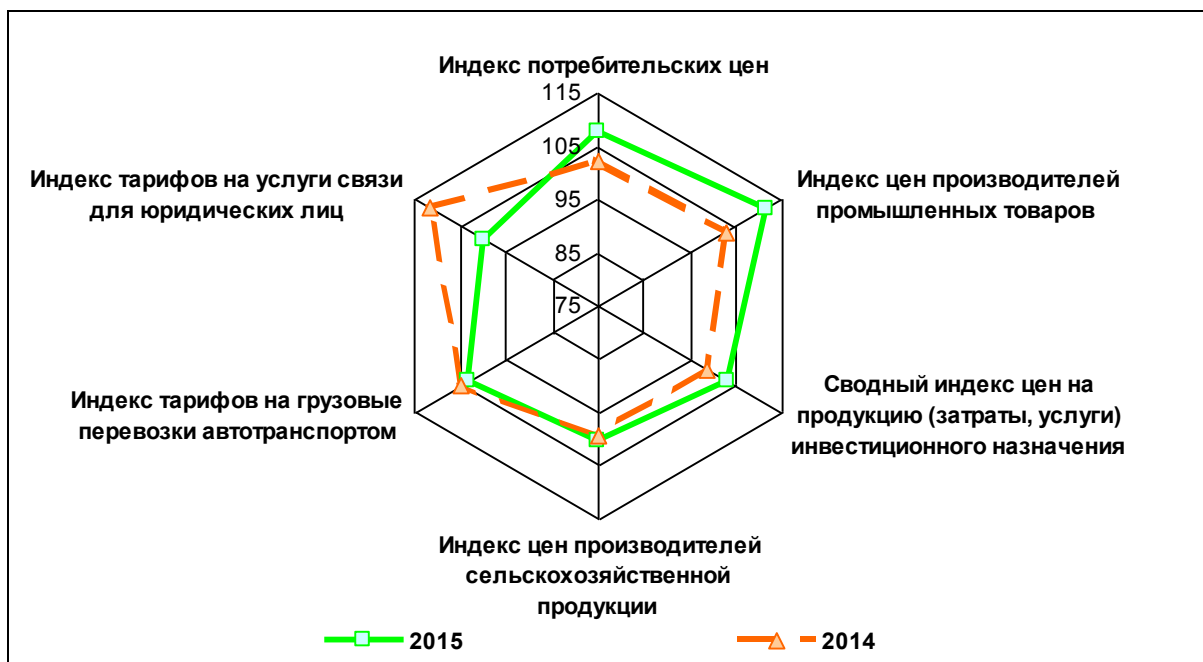 Индекс потребительских цен
115
105
95
85
75
Индекс цен производителей
промышленных товаров
Сводный индекс цен на
продукцию (затраты, услуги)
инвестиционного назначения
Индекс цен производителей
сельскохозяйственной
продукции
Индекс тарифов на грузовые
перевозки автотранспортом
Индекс тарифов на услуги связи
для юридических лиц
2015
2014